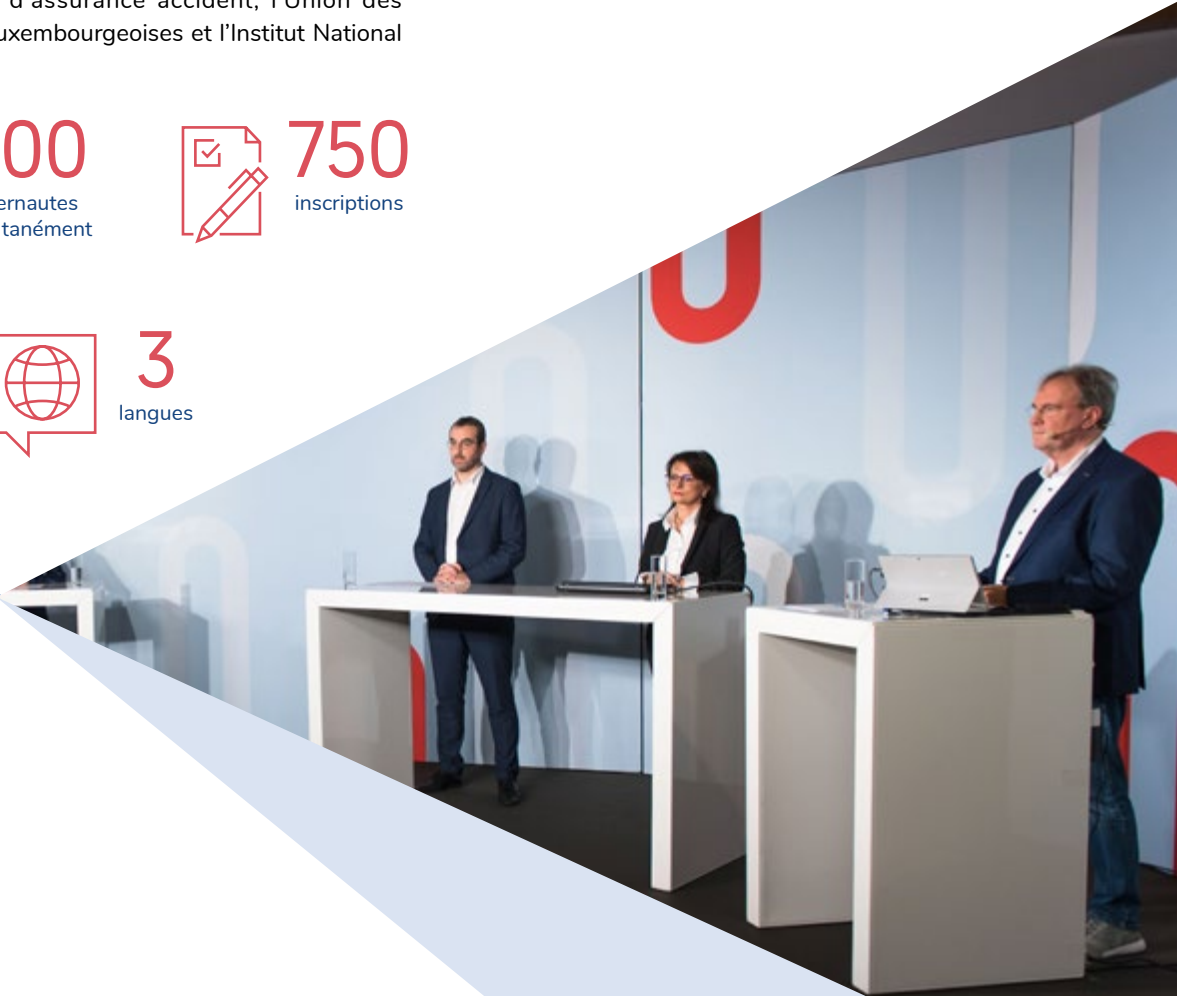 d'assurance accident, l'Union des
uxembourgeoises et l'Institut National
00
ernautes
tanément
750
inscriptions
3
langues